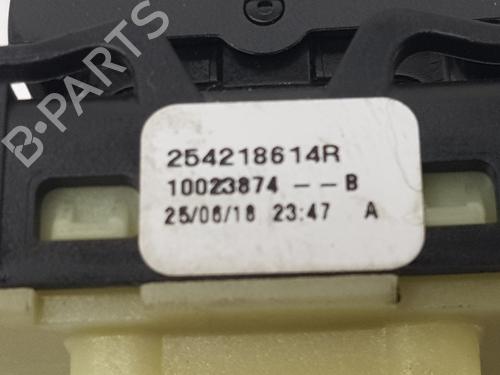 B-PARTS
254218614R
10023874 -- B
25/06/18 23:47 A